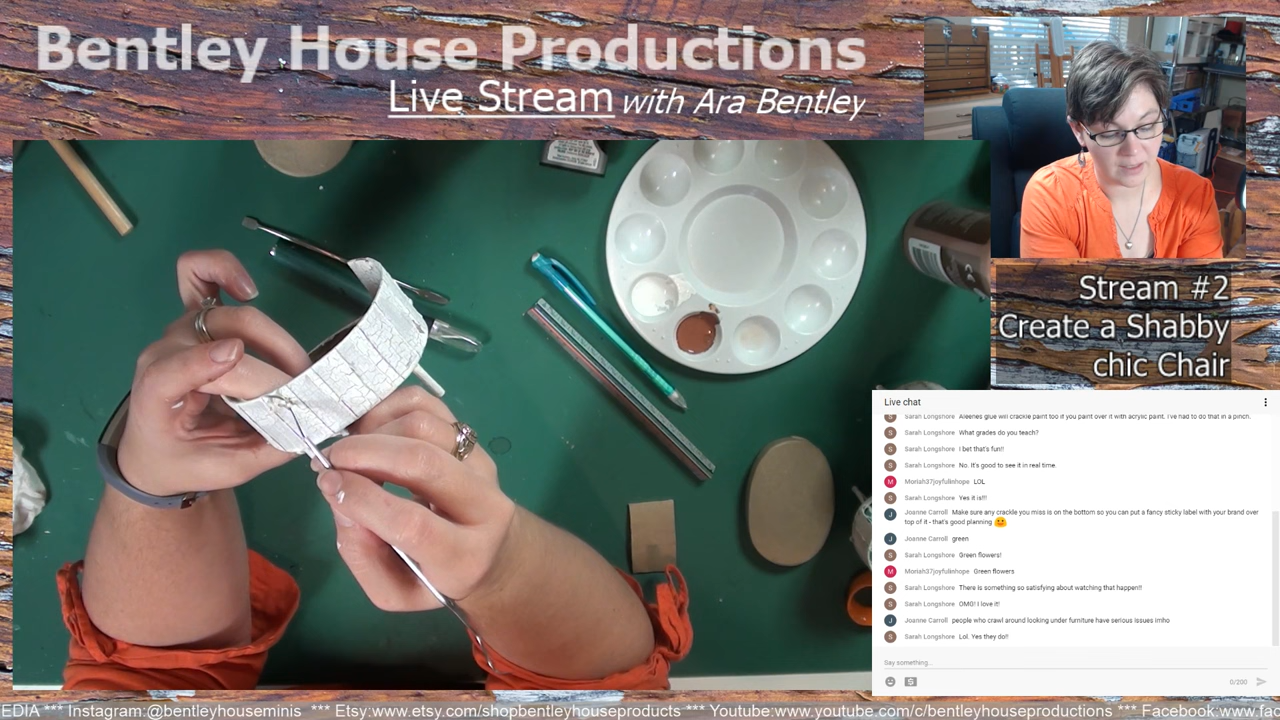 Bentley House Productions
Live Stream with Ara Bentley
Stream #2
Create a Shabby
chic Chair
Live chat
Sarah Longshore Aleenes glue will crackle paint too if you paint over it with acrylic paint. I've had to do that in a pinch.
Sarah Longshore What grades do you teach?
Sarah Longshore I bet that's fun!!
Sarah Longshore No. It's good to see it in real time
Moriah37joyfulinhope LOL
Sarah Longshore Yes it is!!!
Joanne Carroll Make sure any crackle you miss is on the bottom so you can put a fancy sticky label with your brand over
top of it - that's good planning
Joanne Carroll green
Sarah Longshore Green flowers!
Moriah37joyfulinhope Green flowers
Sarah Longshore There is something so satisfying about watching that happen!!
Sarah Longshore OMG! I love it!
Joanne Carroll people who crawl around looking under furniture have serious issues imho
Sarah Longshore Lol. Yes they do!!
Say something...
0/200
EDIA *** Instagram:@bentleyhouseminis *** Etsy:www.etsy.com/shopbentleyhouseproducts *** Youtube:www.youtube.com/c/bentleyhouseproductions *** Facebook:www.fac